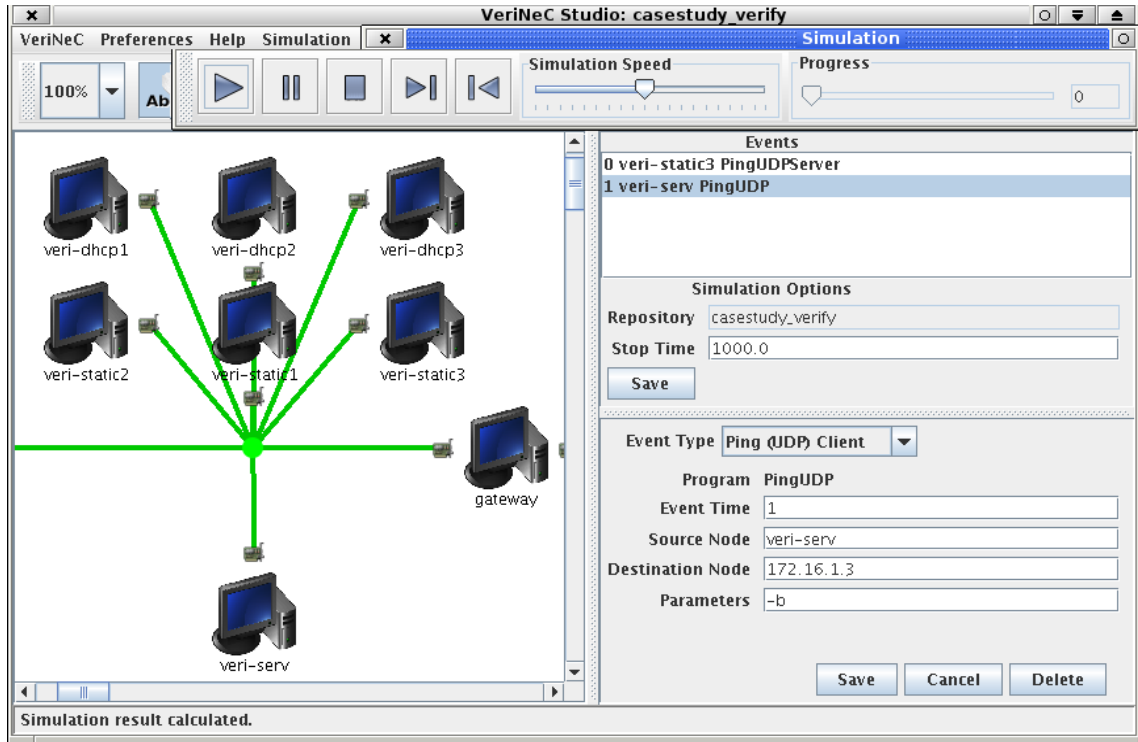 VeriNeC Studio: casestudy_verify
VeriNeC Preferences Help Simulation
Simulation
100%
Ab
Simulation Speed
Progress
0
veri-dhcp1
veri-dhcp2
veri-dhcp3
veri-static2
veri-static1
veri-static3
gateway
veri-serv
Events
0 veri-static3 PingUDPServer
1 veri-serv PingUDP
Simulation Options
Repository casestudy_verify
Stop Time 1000.0
Save
Event Type Ping (UDP) Client
Program PingUDP
Event Time 1
Source Node veri-serv
Destination Node 172.16.1.3
Parameters -b
Save Cancel Delete
Simulation result calculated.